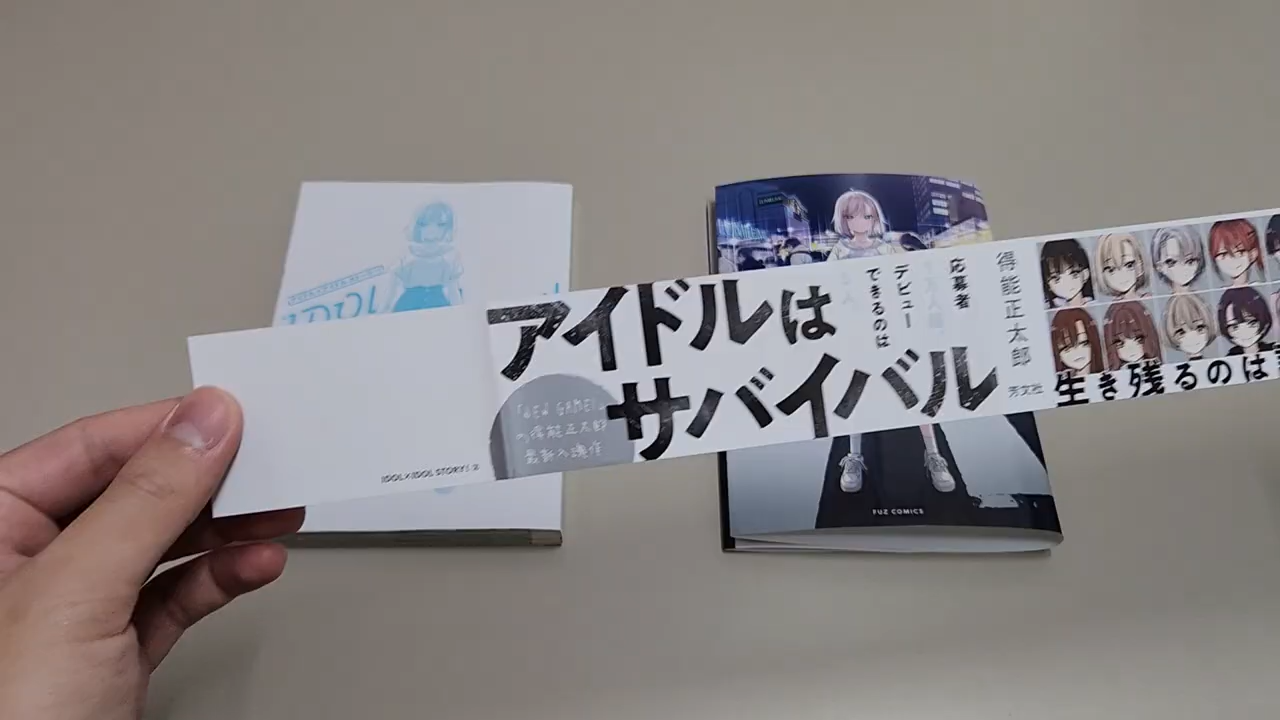 IDOL×IDOL STORY! ②
アイドルは
サバイバル
「NEW GAME!」
の得能正太郎
最新入魂作
応募者
デビュー
できるのは
得能正太郎
芳文社
生き残るのは
FUZ COMICS